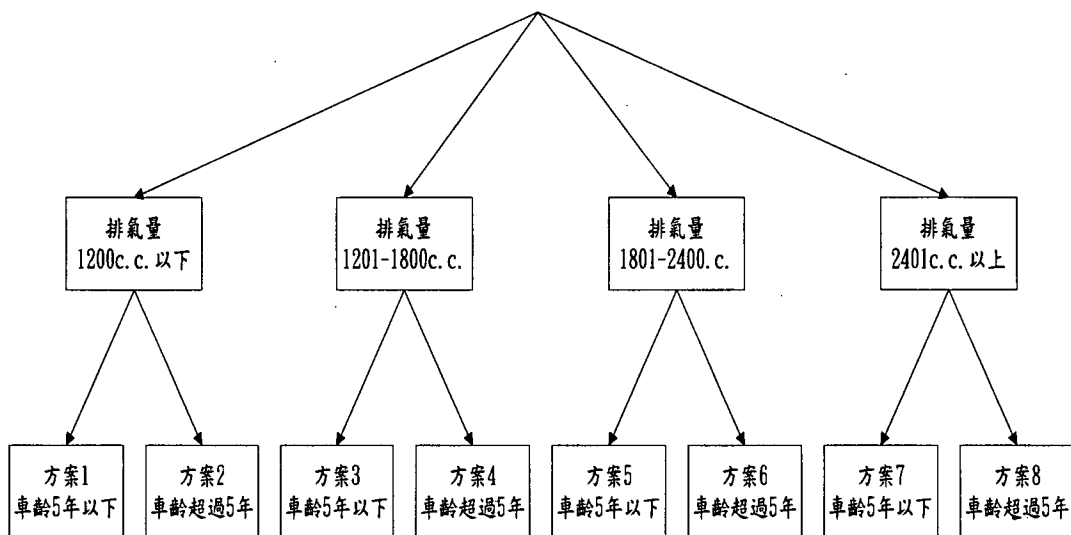 排氣量
1200c.c.以下
排氣量
1201-1800c.c.
排氣量
1801-2400.c.
排氣量
2401c.c.以上
方案1
車齡5年以下
方案2
車齡超過5年
方案3
車齡5年以下
方案4
車齡超過5年
方案5
車齡5年以下
方案6
車齡超過5年
方案7
車齡5年以下
方案8
車齡超過5年